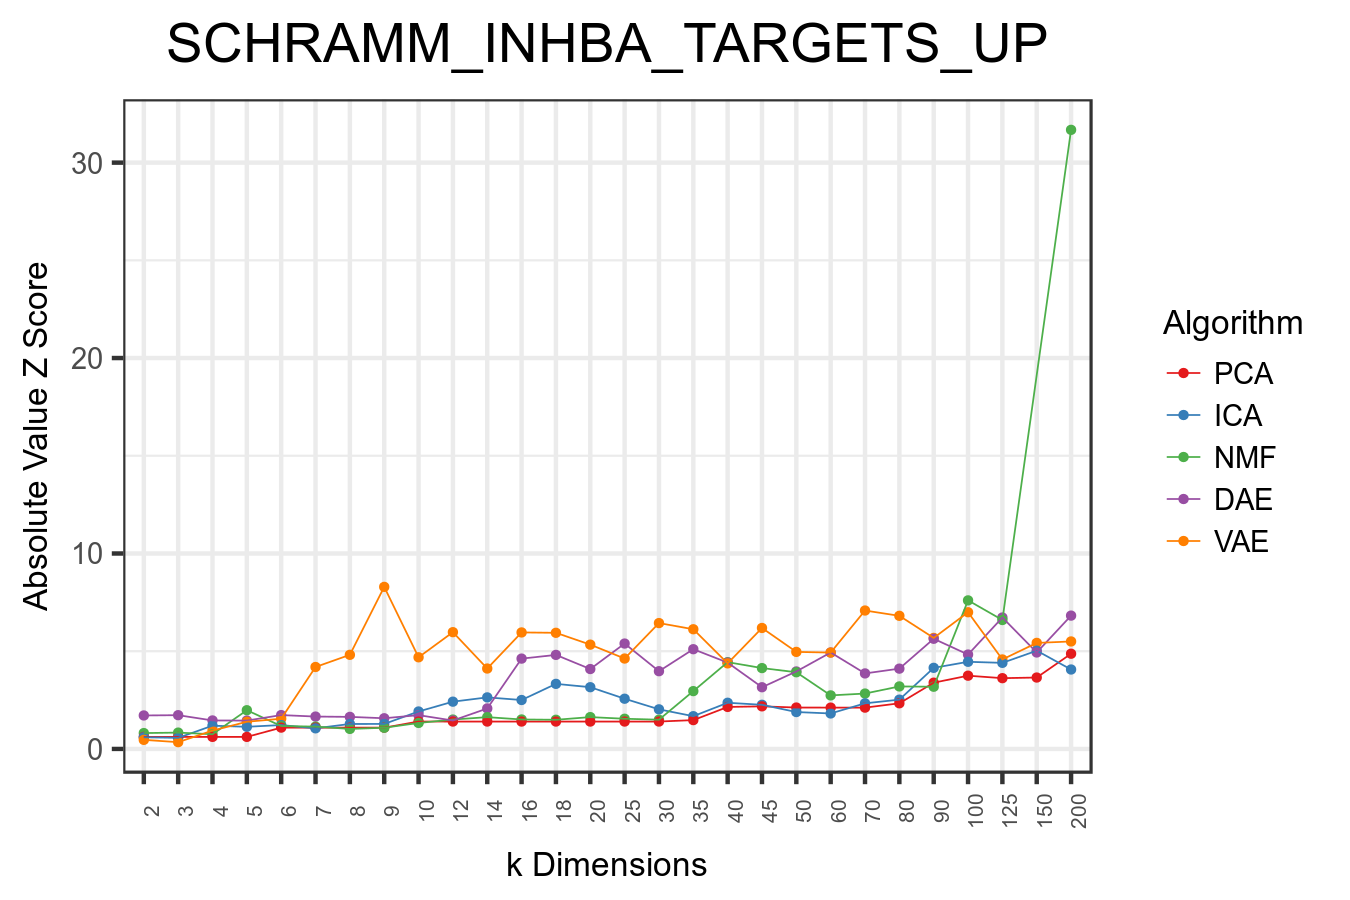 SCHRAMM_INHBA_TARGETS_UP
Absolute Value Z Score
30
20
10
0
2 3 4 5 6 7 8 9 10 12 14 16 18 20 25 30 35 40 45 50 60 70 80 90 100 125 150 200
k Dimensions
Algorithm
PCA
ICA
NMF
DAE
VAE